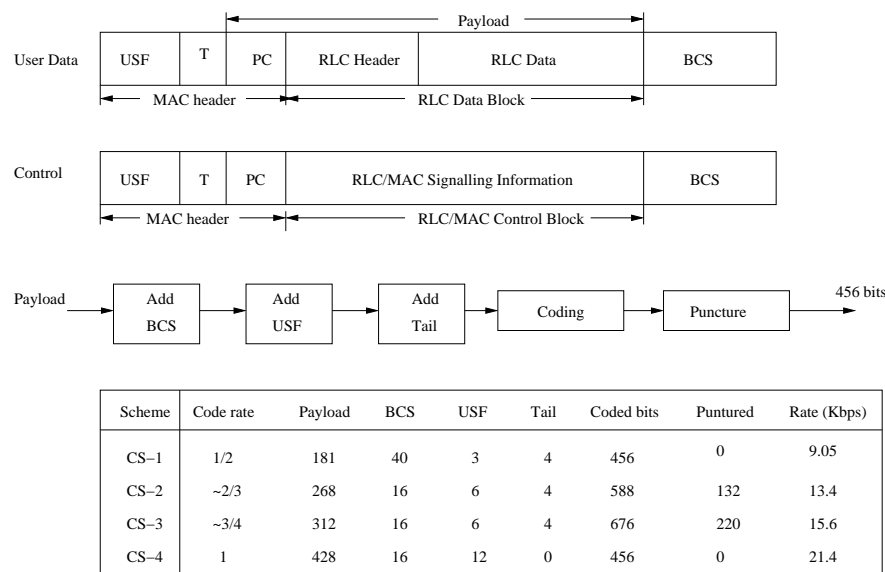 Payload
User Data
USF T PC RLC Header RLC Data BCS
MAC header RLC Data Block
Control
USF T PC RLC/MAC Signalling Information BCS
MAC header RLC/MAC Control Block
Payload
Add
BCS
Add
USF
Add
Tail
Coding
Puncture
456 bits
Scheme Code rate Payload BCS USF Tail Coded bits Puntured Rate (Kbps)
CS−1 1/2 181 40 3 4 456 0 9.05
CS−2 ~2/3 268 16 6 4 588 132 13.4
CS−3 ~3/4 312 16 6 4 676 220 15.6
CS−4 1 428 16 12 0 456 0 21.4